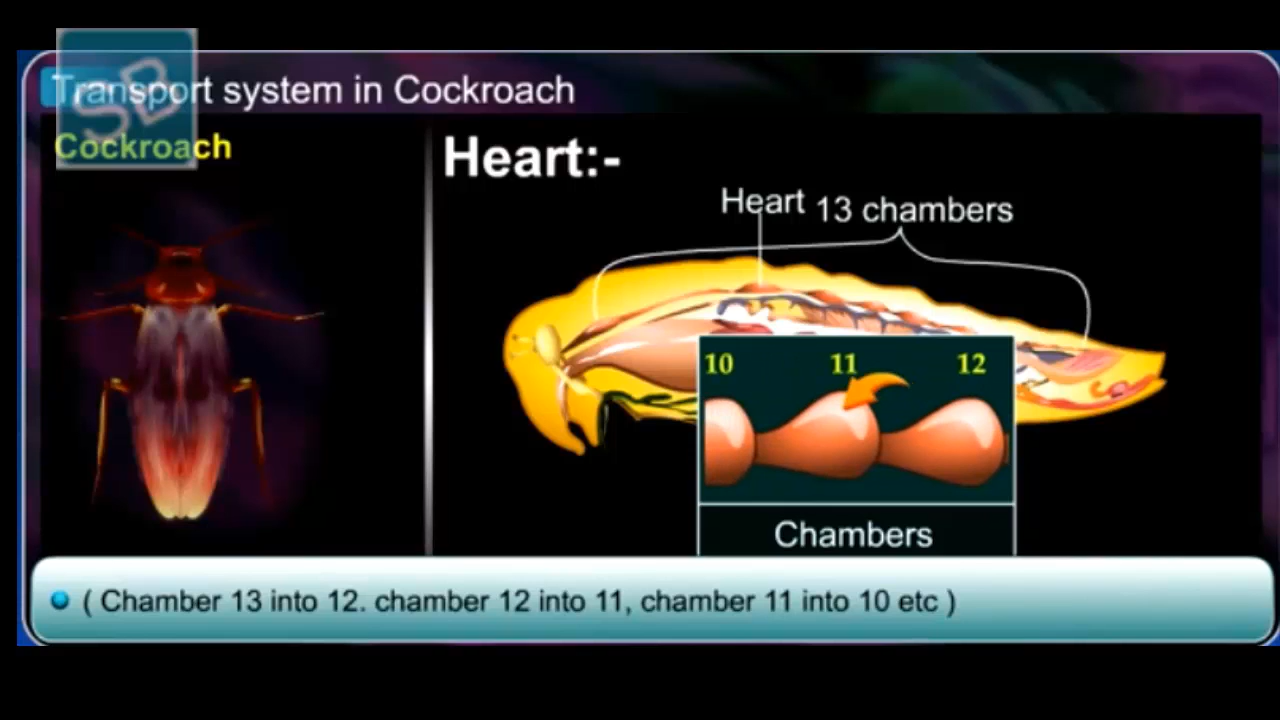 SB
Transport system in Cockroach
Cockroach
Heart:-
Heart 13 chambers
10 11 12
Chambers
( Chamber 13 into 12. chamber 12 into 11, chamber 11 into 10 etc )